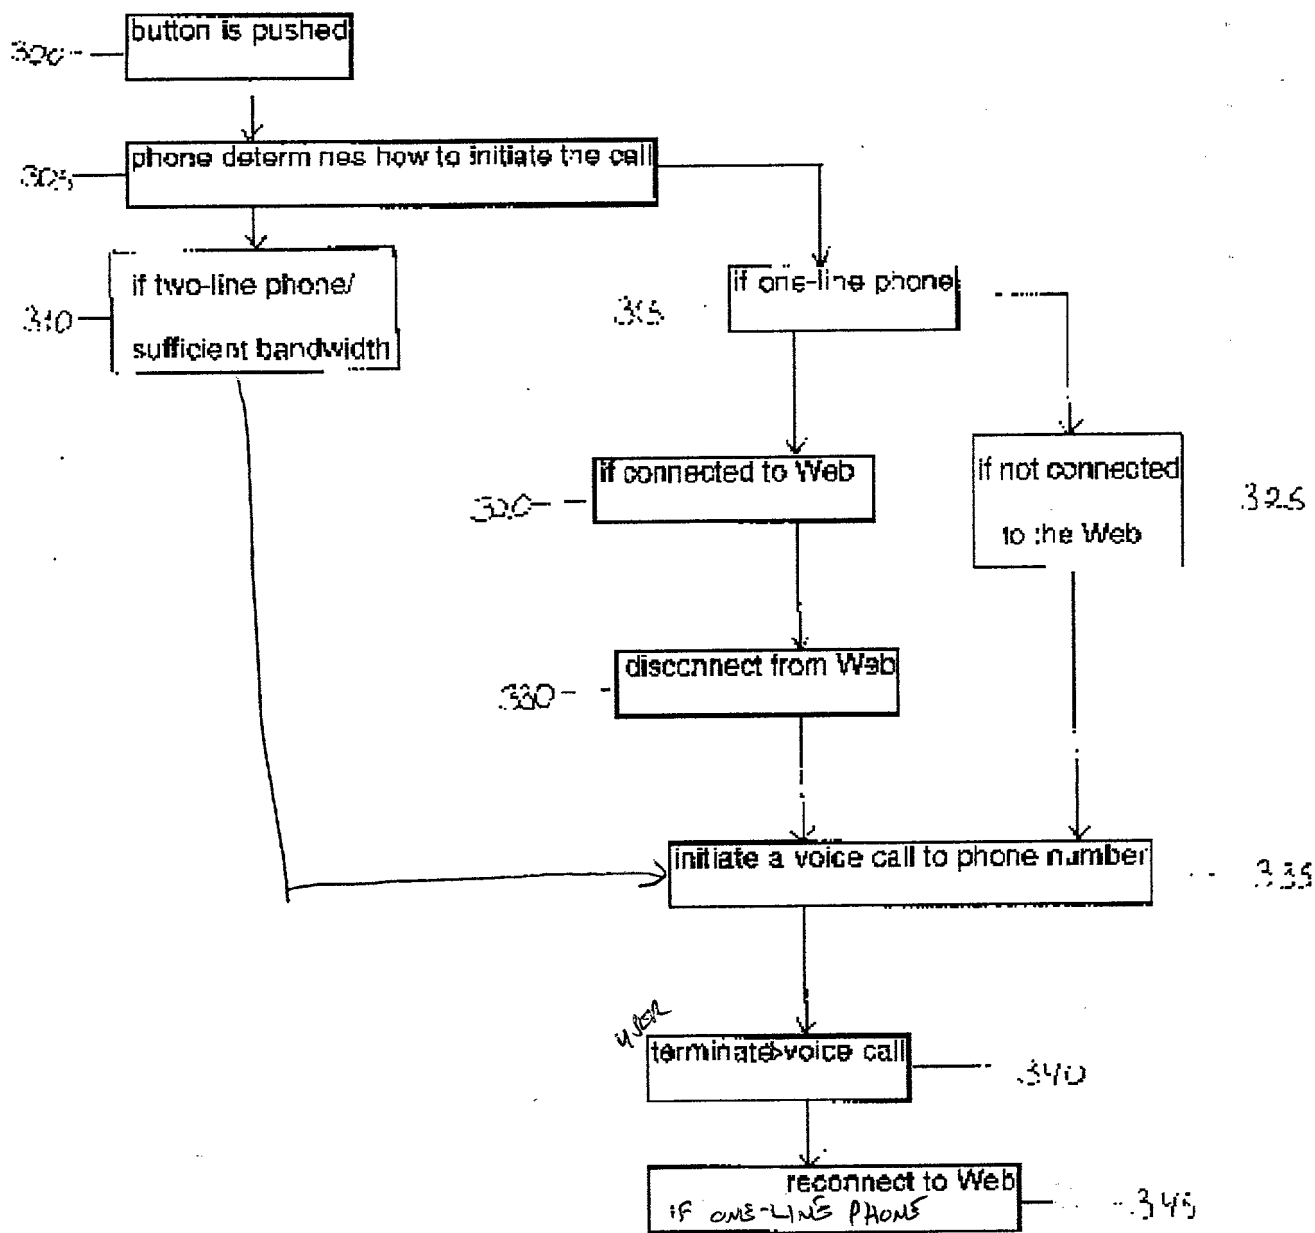 button is pushed
300
phone determ nes how to initiate the call
305
if two-line phone/
sufficient bandwidth
310
if one-line phone
315
if connected to Web
320
if not connected
to the Web
325
disconnect from Web
330
initiate a voice call to phone number
335
user
terminates voice call
340
reconnect to Web
IF ONE-LINE PHONE
345